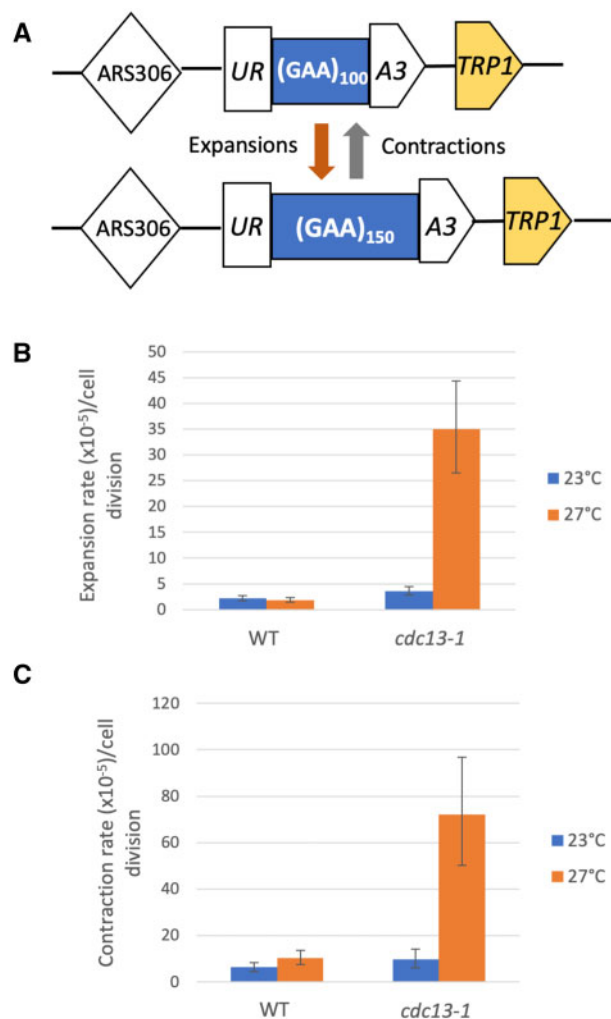 A
ARS306 UR (GAA)100 A3 TRP1
Expansions Contractions
ARS306 UR (GAA)150 A3 TRP1
B
Expansion rate (x10-5)/cell
division
50
45
40
35
30
25
20
15
10
5
0
WT cdc13-1
23°C
27°C
C
Contraction rate (x10-5)/cell
division
120
100
80
60
40
20
0
WT cdc13-1
23°C
27°C